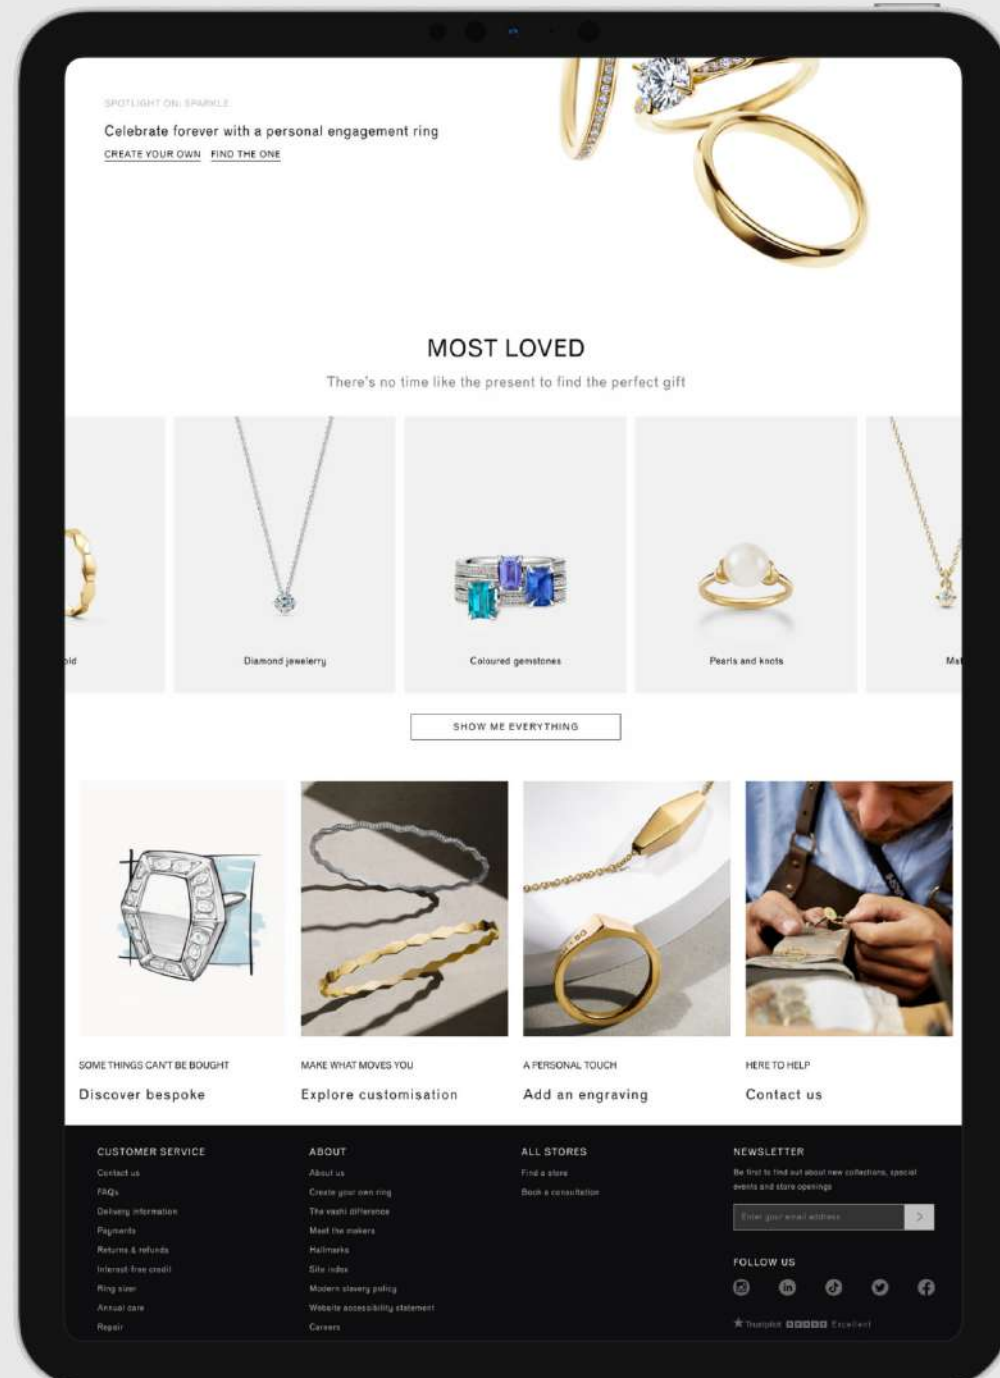 SPOTLIGHT ON: SPARKLE
Celebrate forever with a personal engagement ring
CREATE YOUR OWN FIND THE ONE
MOST LOVED
There's no time like the present to find the perfect gift
old
Diamond jewelerry
Coloured gemstones
Pearls and knots
Mat
SHOW ME EVERYTHING
SOME THINGS CAN'T BE BOUGHT
Discover bespoke
MAKE WHAT MOVES YOU
Explore customisation
A PERSONAL TOUCH
Add an engraving
HERE TO HELP
Contact us
CUSTOMER SERVICE
Contact us
FAQs
Delivery information
Payments
Returns & refunds
Interest-free credit
Ring sizer
Annual care
Repair
ABOUT
About us
Create your own ring
The vashi difference
Meet the makers
Hallmarks
Site index
Modern slavery policy
Website accessibility statement
Careers
ALL STORES
Find a store
Book a consultation
NEWSLETTER
Be first to find out about new collections, special
events and store openings
Enter your email address
FOLLOW US
Trustpilot Excellent